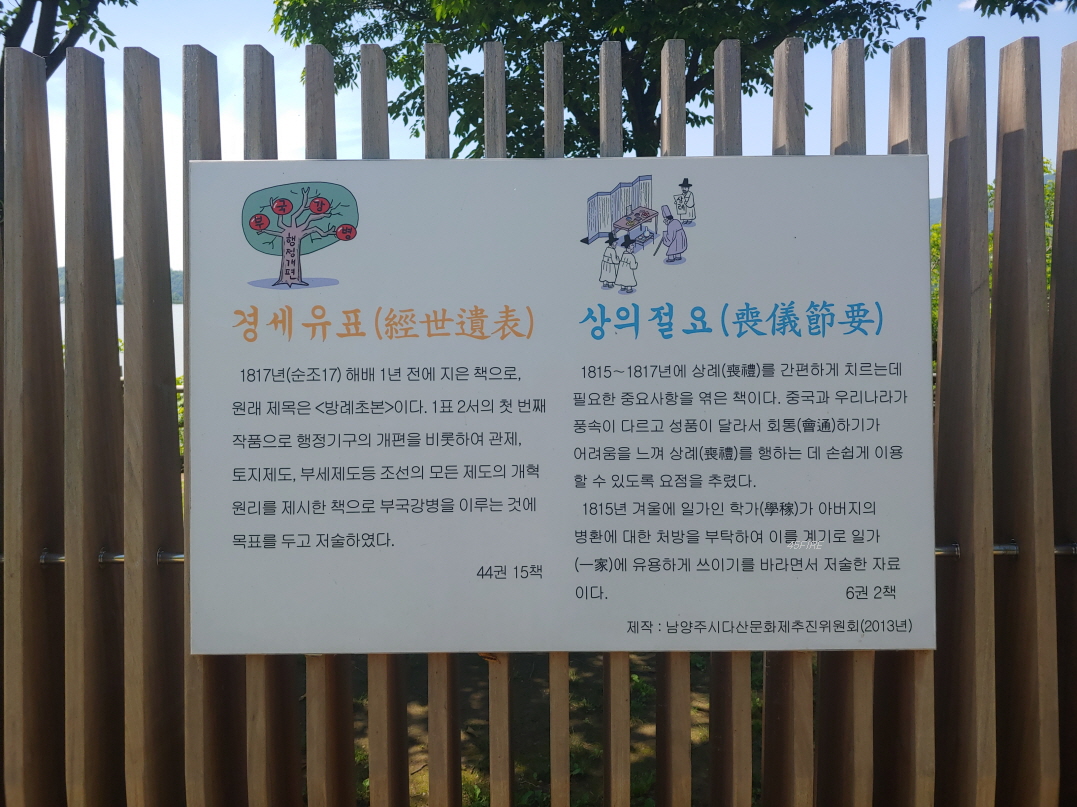 부 국 강 병
행정개편
상례
경세유표(經世遺表)
1817년(순조17) 해배 1년 전에 지은 책으로,
원래 제목은 <방례초본>이다. 1표 2서의 첫 번째
작품으로 행정기구의 개편을 비롯하여 관제,
토지제도, 부세제도등 조선의 모든 제도의 개혁
원리를 제시한 책으로 부국강병을 이루는 것에
목표를 두고 저술하였다.
44권 15책
상의절요(喪儀節要)
1815~1817년에 상례(喪禮)를 간편하게 치르는데
필요한 중요사항을 엮은 책이다. 중국과 우리나라가
풍속이 다르고 성품이 달라서 회통(會通)하기가
어려움을 느껴 상례(喪禮)를 행하는 데 손쉽게 이용
할 수 있도록 요점을 추렸다.
1815년 겨울에 일가인 학가(學稼)가 아버지의
병환에 대한 처방을 부탁하여 이를 계기로 일가
(一家)에 유용하게 쓰이기를 바라면서 저술한 자료
이다.
6권 2책
제작 : 남양주시다산문화제추진위원회(2013년)
4SFIRE